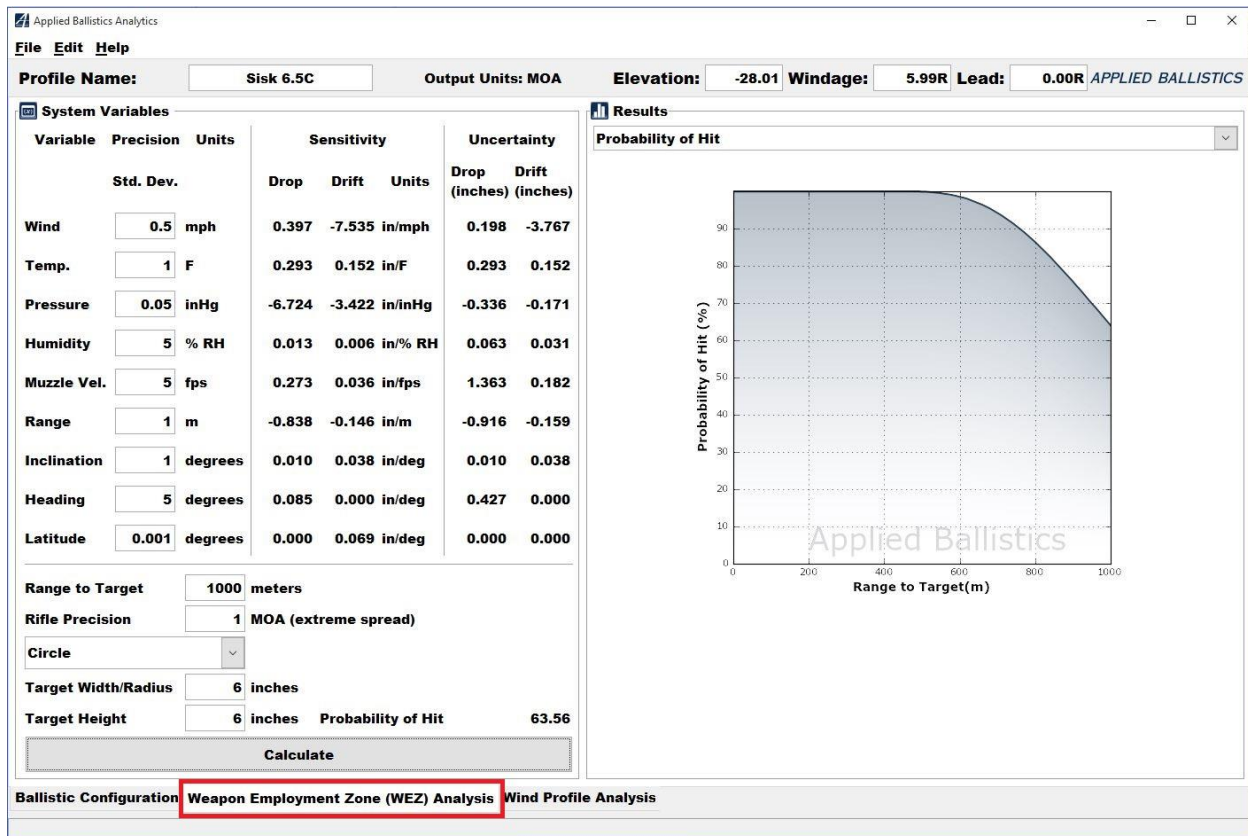 Applied Ballistics Analytics
File Edit Help
Profile Name: Sisk 6.5C Output Units: MOA Elevation: -28.01 Windage: 5.99R Lead: 0.00R APPLIED BALLISTICS
System Variables
Variable Precision Units Sensitivity Uncertainty
Std. Dev. Drop Drift Units Drop (inches) Drift (inches)
Wind 0.5 mph 0.397 -7.535 in/mph 0.198 -3.767
Temp. 1 F 0.293 0.152 in/F 0.293 0.152
Pressure 0.05 inHg -6.724 -3.422 in/inHg -0.336 -0.171
Humidity 5 % RH 0.013 0.006 in/% RH 0.063 0.031
Muzzle Vel. 5 fps 0.273 0.036 in/fps 1.363 0.182
Range 1 m -0.838 -0.146 in/m -0.916 -0.159
Inclination 1 degrees 0.010 0.038 in/deg 0.010 0.038
Heading 5 degrees 0.085 0.000 in/deg 0.427 0.000
Latitude 0.001 degrees 0.000 0.069 in/deg 0.000 0.000
Range to Target 1000 meters
Rifle Precision 1 MOA (extreme spread)
Circle
Target Width/Radius 6 inches
Target Height 6 inches Probability of Hit 63.56
Calculate
Results
Probability of Hit
Probability of Hit (%)
90
80
70
60
50
40
30
20
10
0
Applied Ballistics
0 200 400 600 800 1000
Range to Target(m)
Ballistic Configuration Weapon Employment Zone (WEZ) Analysis Wind Profile Analysis